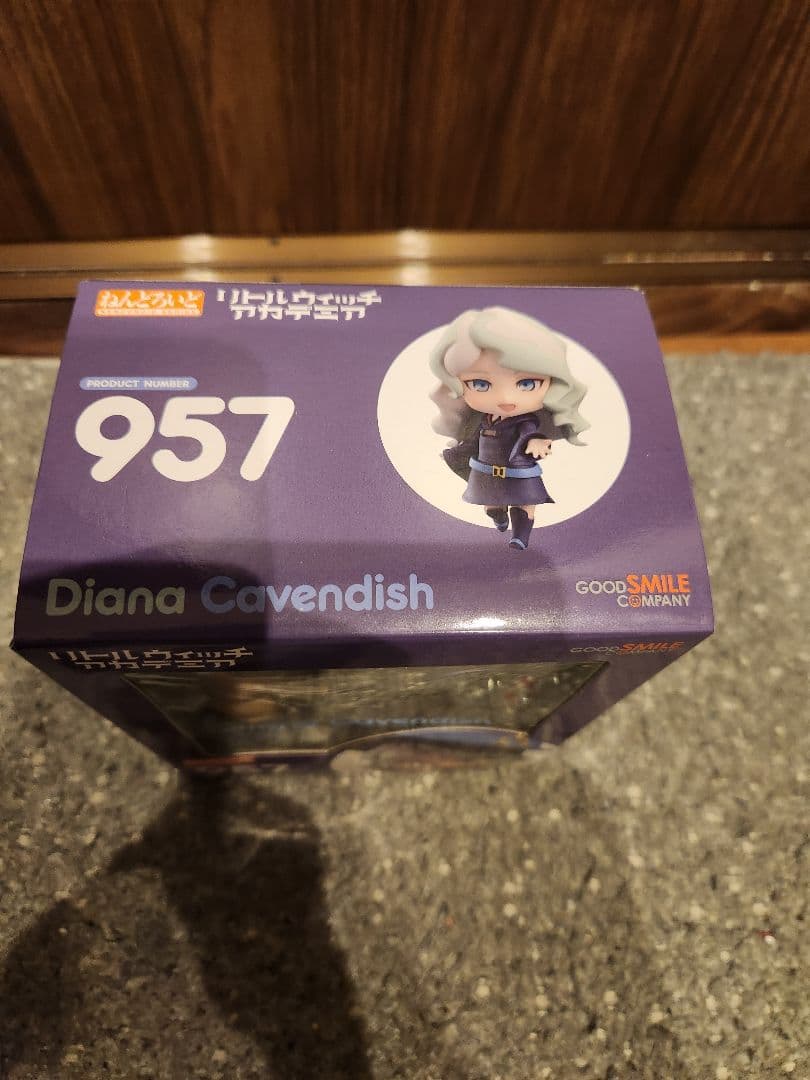 ねんどろいど
リトルウィッチ
アカデミア
PRODUCT NUMBER
957
Diana Cavendish
GOOD SMILE
COMPANY
リトルウィッチ
アカデミア
GOOD SMILE
COMPANY
Cavendish